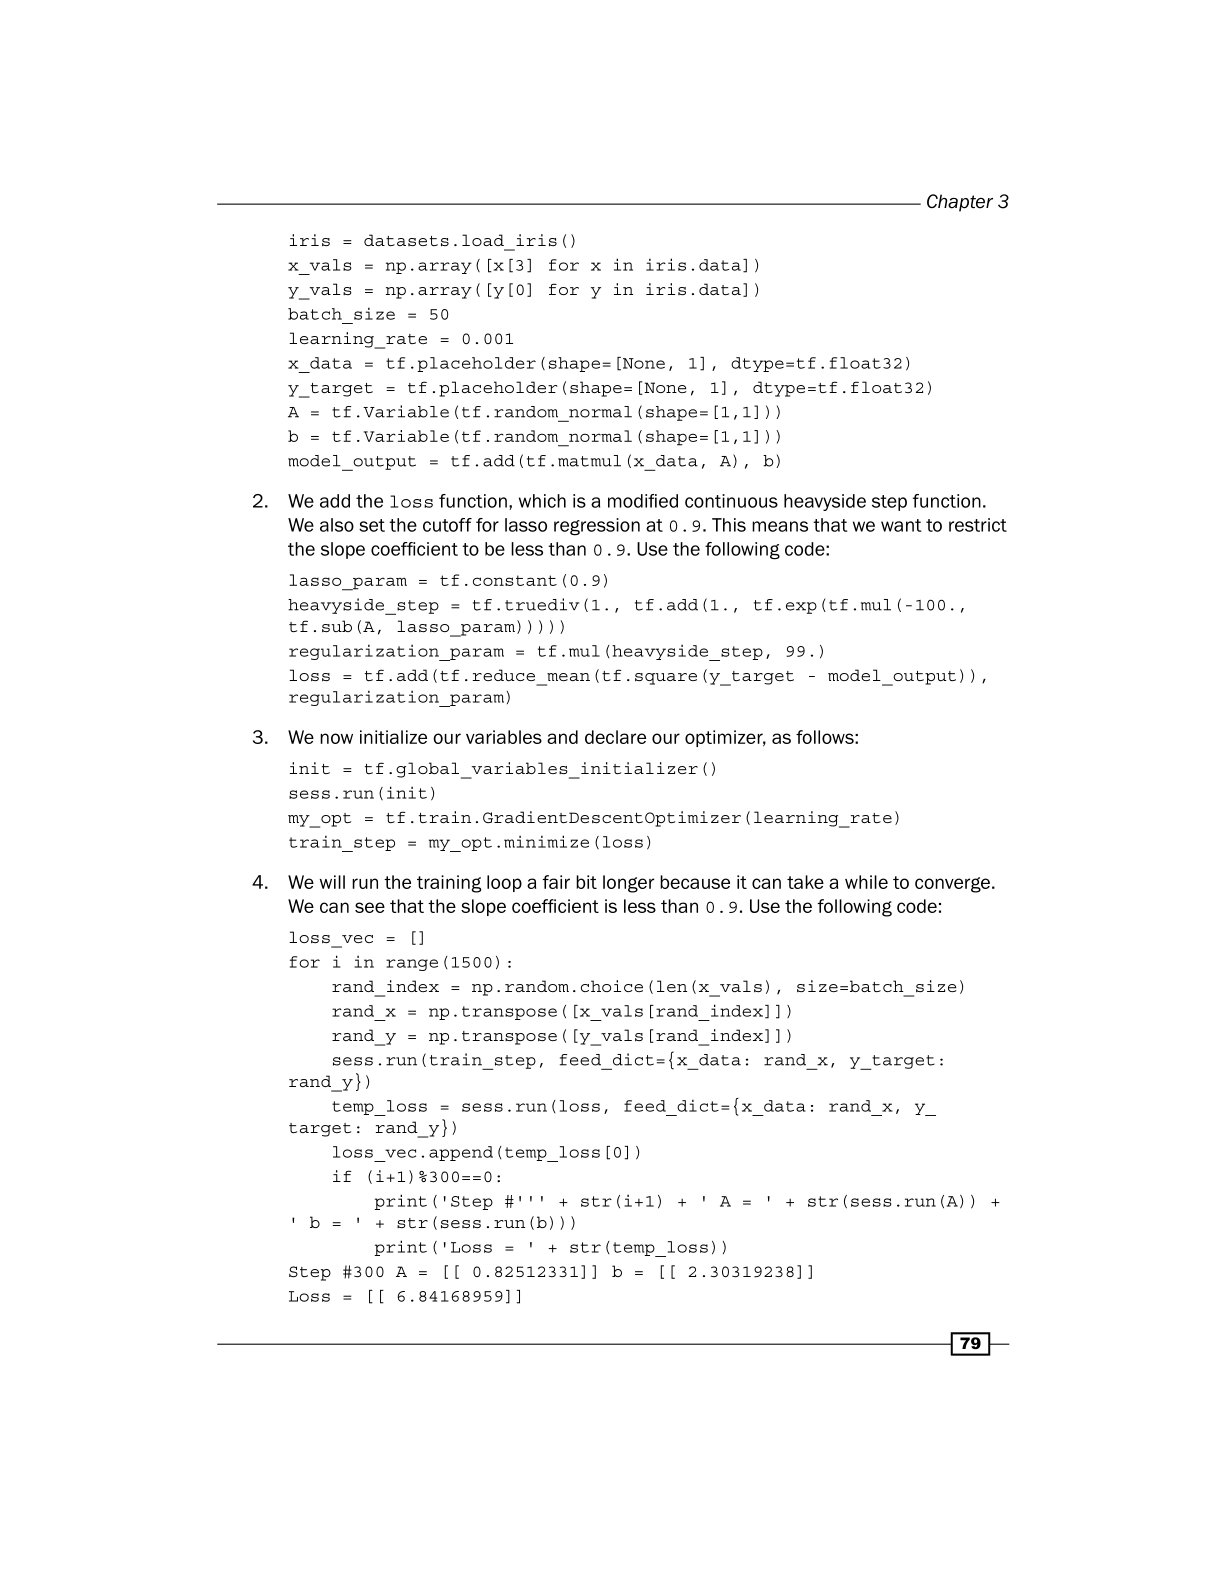 Chapter 3
iris = datasets.load_iris()
x_vals = np.array([x[3] for x in iris.data])
y_vals = np.array([y[0] for y in iris.data])
batch_size = 50
learning_rate = 0.001
x_data = tf.placeholder(shape=[None, 1], dtype=tf.float32)
y_target = tf.placeholder(shape=[None, 1], dtype=tf.float32)
A = tf.Variable(tf.random_normal(shape=[1,1]))
b = tf.Variable(tf.random_normal(shape=[1,1]))
model_output = tf.add(tf.matmul(x_data, A), b)
2. We add the loss function, which is a modified continuous heavyside step function.
We also set the cutoff for lasso regression at 0.9. This means that we want to restrict
the slope coefficient to be less than 0.9. Use the following code:
lasso_param = tf.constant(0.9)
heavyside_step = tf.truediv(1., tf.add(1., tf.exp(tf.mul(-100.,
tf.sub(A, lasso_param)))))
regularization_param = tf.mul(heavyside_step, 99.)
loss = tf.add(tf.reduce_mean(tf.square(y_target - model_output)),
regularization_param)
3. We now initialize our variables and declare our optimizer, as follows:
init = tf.global_variables_initializer()
sess.run(init)
my_opt = tf.train.GradientDescentOptimizer(learning_rate)
train_step = my_opt.minimize(loss)
4. We will run the training loop a fair bit longer because it can take a while to converge.
We can see that the slope coefficient is less than 0.9. Use the following code:
loss_vec = []
for i in range(1500):
    rand_index = np.random.choice(len(x_vals), size=batch_size)
    rand_x = np.transpose([x_vals[rand_index]])
    rand_y = np.transpose([y_vals[rand_index]])
    sess.run(train_step, feed_dict={x_data: rand_x, y_target:
rand_y})
    temp_loss = sess.run(loss, feed_dict={x_data: rand_x, y_
target: rand_y})
    loss_vec.append(temp_loss[0])
    if (i+1)%300==0:
        print('Step #''' + str(i+1) + ' A = ' + str(sess.run(A)) +
' b = ' + str(sess.run(b)))
        print('Loss = ' + str(temp_loss))
Step #300 A = [[ 0.82512331]] b = [[ 2.30319238]]
Loss = [[ 6.84168959]]
79